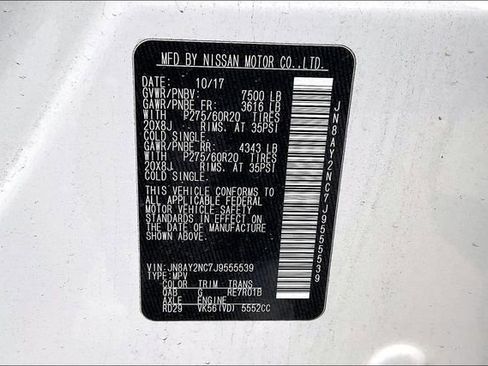 MFD BY NISSAN MOTOR CO.,LTD.
DATE: 10/17
GVWR/PNBV: 7500 LB
GAWR/PNBE FR: 3616 LB
WITH P275/60R20 TIRES
20X8J RIMS. AT 35PSI
COLD SINGLE.
GAWR/PNBE RR: 4343 LB
WITH P275/60R20 TIRES
20X8J RIMS. AT 35PSI
COLD SINGLE.
THIS VEHICLE CONFORMS TO
ALL APPLICABLE FEDERAL
MOTOR VEHICLE SAFETY
STANDARDS IN EFFECT ON
THE DATE OF MANUFACTURE
SHOWN ABOVE.
VIN: JN8AY2NC7J9555539
TYPE: MPV
COLOR TRIM TRANS
QAB G RE7R01B
AXLE ENGINE
RD29 VK56(VD) 5552CC
JN8AY2NC7J9555539